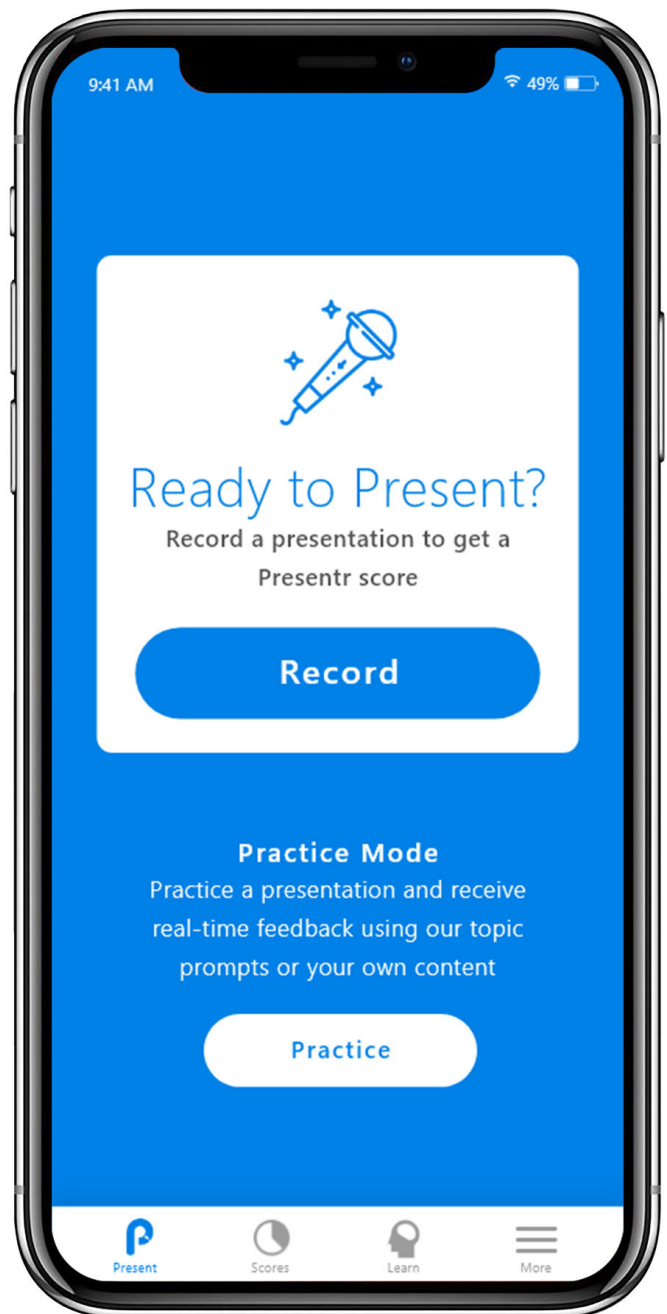 9:41 AM
49%
Ready to Present?
Record a presentation to get a
Presentr score
Record
Practice Mode
Practice a presentation and receive
real-time feedback using our topic
prompts or your own content
Practice
Present
Scores
Learn
More